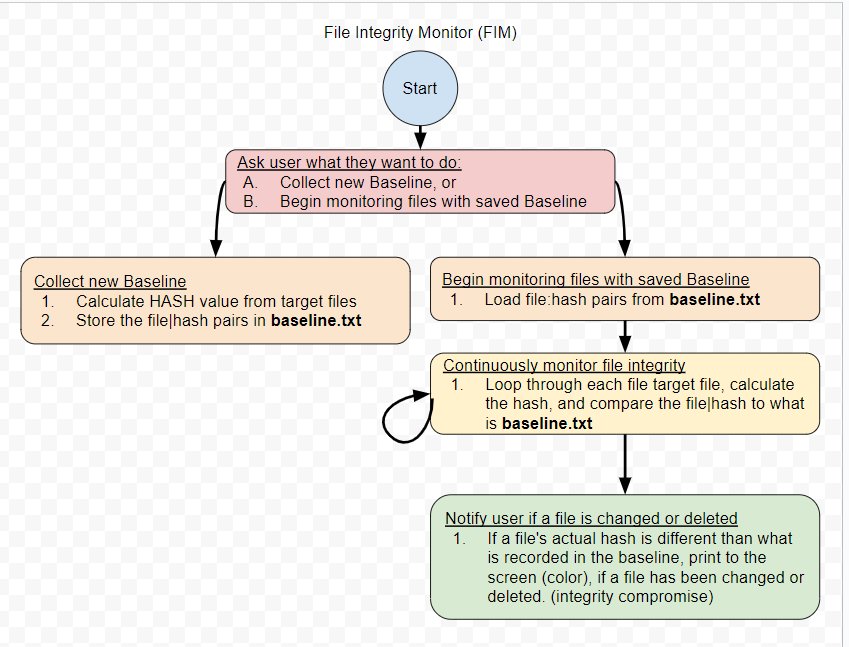 File Integrity Monitor (FIM)
Start
Ask user what they want to do:
A. Collect new Baseline, or
B. Begin monitoring files with saved Baseline
Collect new Baseline
1. Calculate HASH value from target files
2. Store the file|hash pairs in baseline.txt
Begin monitoring files with saved Baseline
1. Load file:hash pairs from baseline.txt
Continuously monitor file integrity
1. Loop through each file target file, calculate
the hash, and compare the file|hash to what
is baseline.txt
Notify user if a file is changed or deleted
1. If a file's actual hash is different than what
is recorded in the baseline, print to the
screen (color), if a file has been changed or
deleted. (integrity compromise)